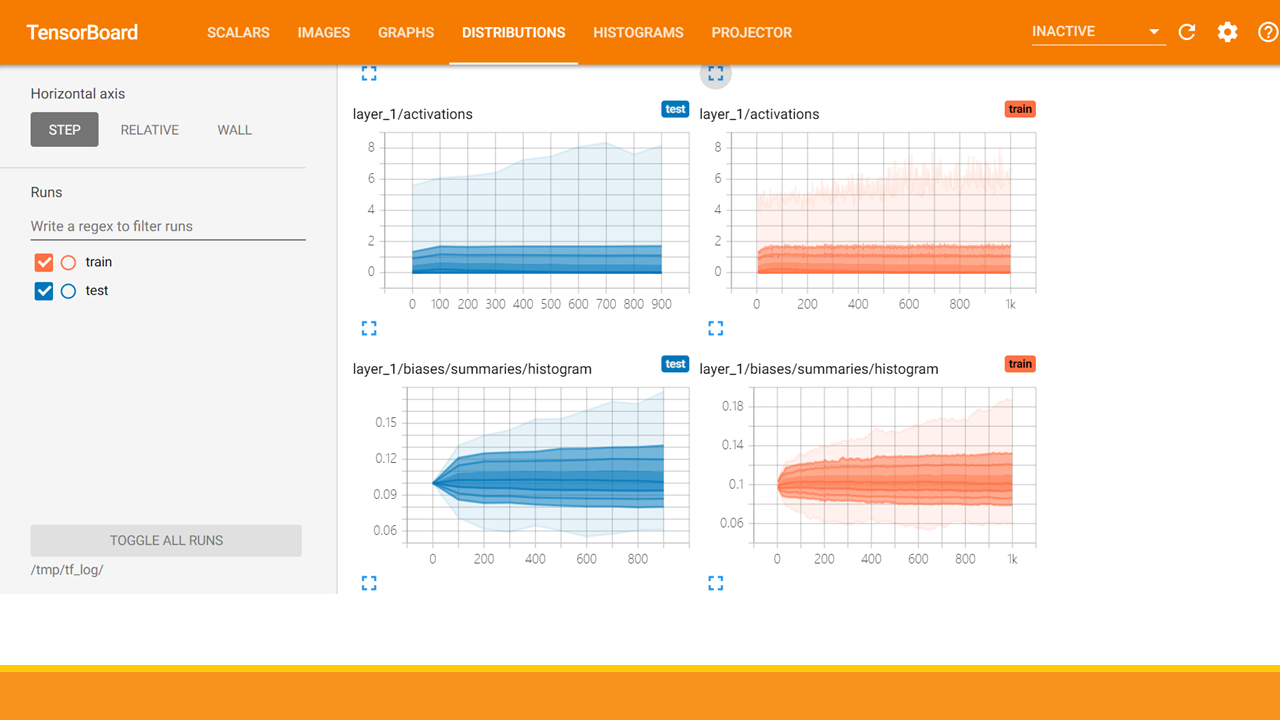 TensorBoard
SCALARS IMAGES GRAPHS DISTRIBUTIONS HISTOGRAMS PROJECTOR
INACTIVE
Horizontal axis
STEP RELATIVE WALL
Runs
Write a regex to filter runs
train
test
TOGGLE ALL RUNS
/tmp/tf_log/
layer_1/activations
test
8
6
4
2
0
0 100 200 300 400 500 600 700 800 900
layer_1/activations
train
8
6
4
2
0
0 200 400 600 800 1k
layer_1/biases/summaries/histogram
test
0.15
0.12
0.09
0.06
0 200 400 600 800
layer_1/biases/summaries/histogram
train
0.18
0.14
0.1
0.06
0 200 400 600 800 1k